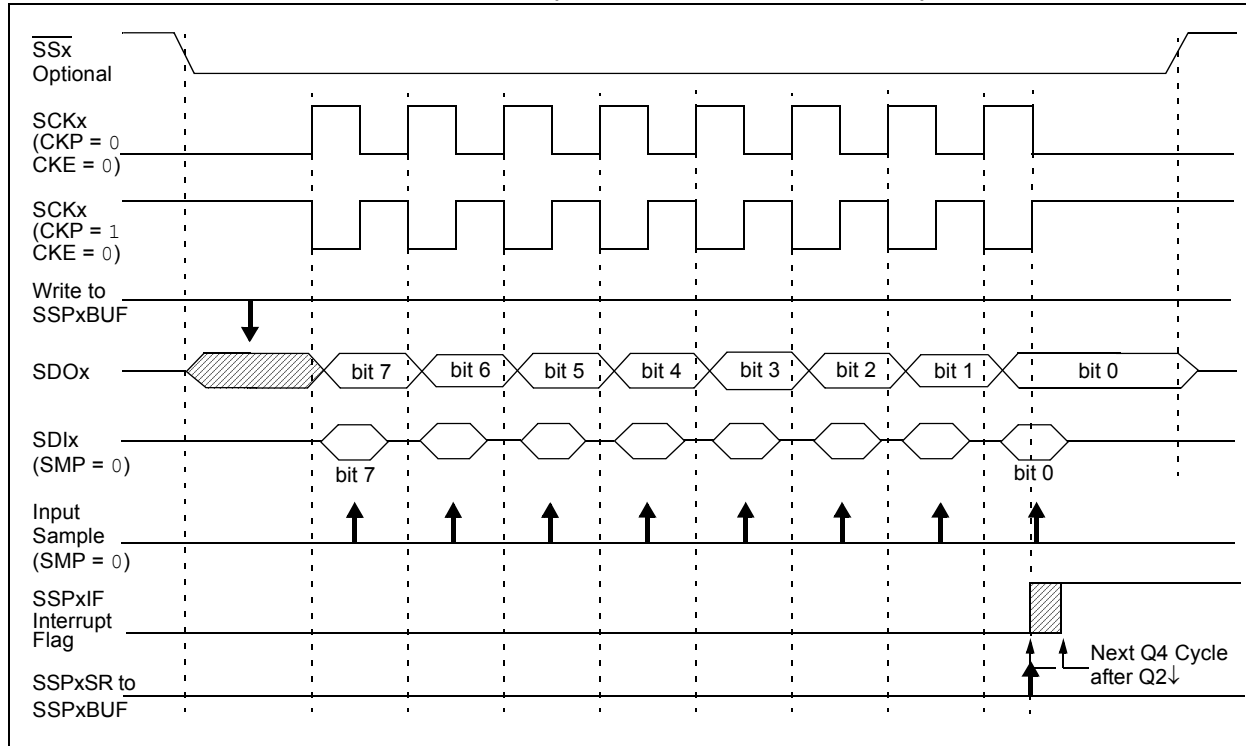 SSx
Optional
SCKx
(CKP = 0
CKE = 0)
SCKx
(CKP = 1
CKE = 0)
Write to
SSPxBUF
SDOx
bit 7
bit 6
bit 5
bit 4
bit 3
bit 2
bit 1
bit 0
SDIx
(SMP = 0)
bit 7
bit 0
Input
Sample
(SMP = 0)
SSPxIF
Interrupt
Flag
Next Q4 Cycle
after Q2↓
SSPxSR to
SSPxBUF